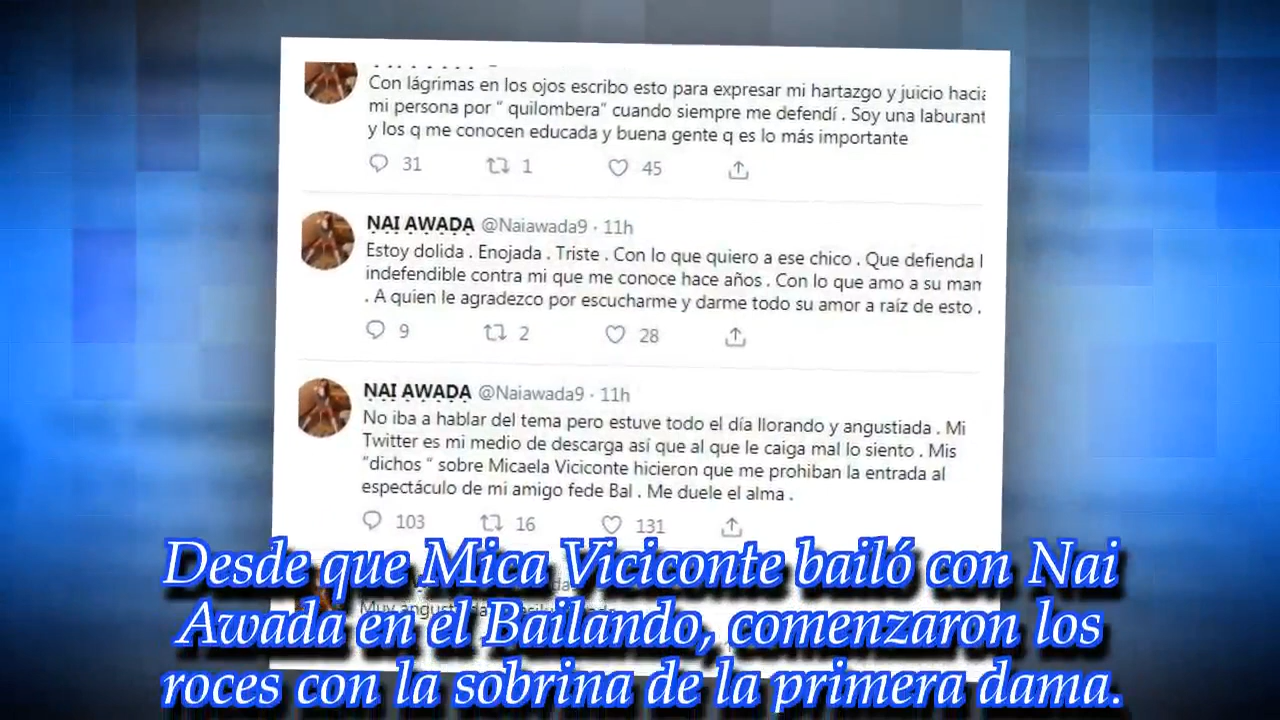 Con lágrimas en los ojos escribo esto para expresar mi hartazgo y juicio hacia
mi persona por " quilombera" cuando siempre me defendí . Soy una laburant
y los q me conocen educada y buena gente q es lo más importante
31 1 45
NAI AWADA @Naiawada9 · 11h
Estoy dolida . Enojada . Triste . Con lo que quiero a ese chico . Que defienda l
indefendible contra mi que me conoce hace años . Con lo que amo a su mam
. A quien le agradezco por escucharme y darme todo su amor a raíz de esto .
9 2 28
NAI AWADA @Naiawada9 · 11h
No iba a hablar del tema pero estuve todo el día llorando y angustiada . Mi
Twitter es mi medio de descarga así que al que le caiga mal lo siento . Mis
"dichos " sobre Micaela Viciconte hicieron que me prohiban la entrada al
espectáculo de mi amigo fede Bal . Me duele el alma .
103 16 131
Muy
Desde que Mica Viciconte bailó con Nai
Awada en el Bailando, comenzaron los
roces con la sobrina de la primera dama.